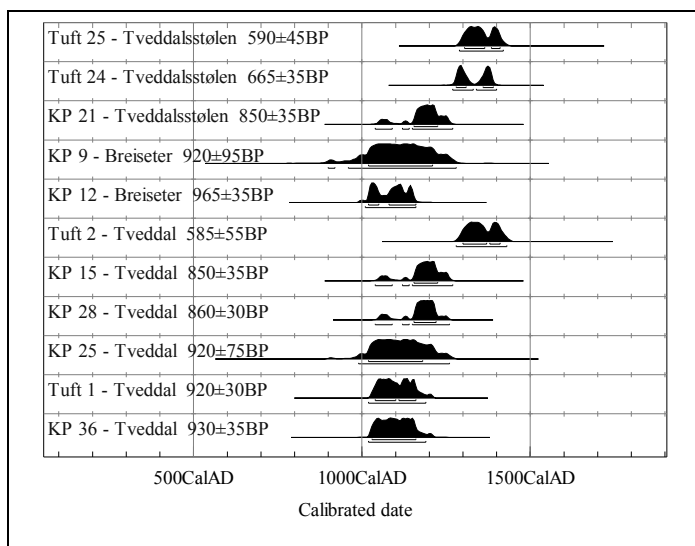 Tuft 25 - Tveddalsstølen 590±45BP
Tuft 24 - Tveddalsstølen 665±35BP
KP 21 - Tveddalsstølen 850±35BP
KP 9 - Breiseter 920±95BP
KP 12 - Breiseter 965±35BP
Tuft 2 - Tveddal 585±55BP
KP 15 - Tveddal 850±35BP
KP 28 - Tveddal 860±30BP
KP 25 - Tveddal 920±75BP
Tuft 1 - Tveddal 920±30BP
KP 36 - Tveddal 930±35BP
500CalAD 1000CalAD 1500CalAD
Calibrated date